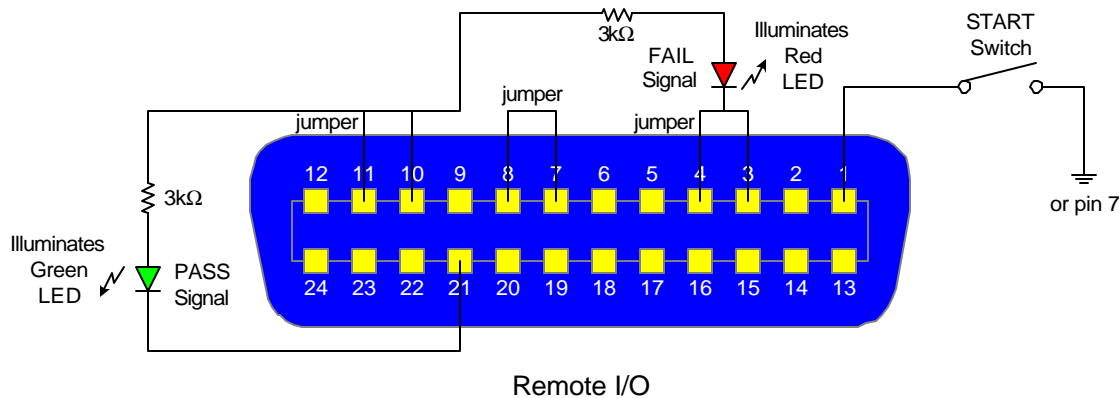 3kΩ
FAIL
Signal
Illuminates
Red
LED
START
Switch
jumper
jumper
jumper
12 11 10 9 8 7 6 5 4 3 2 1
3kΩ
or pin 7
Illuminates
Green
LED
PASS
Signal
24 23 22 21 20 19 18 17 16 15 14 13
Remote I/O